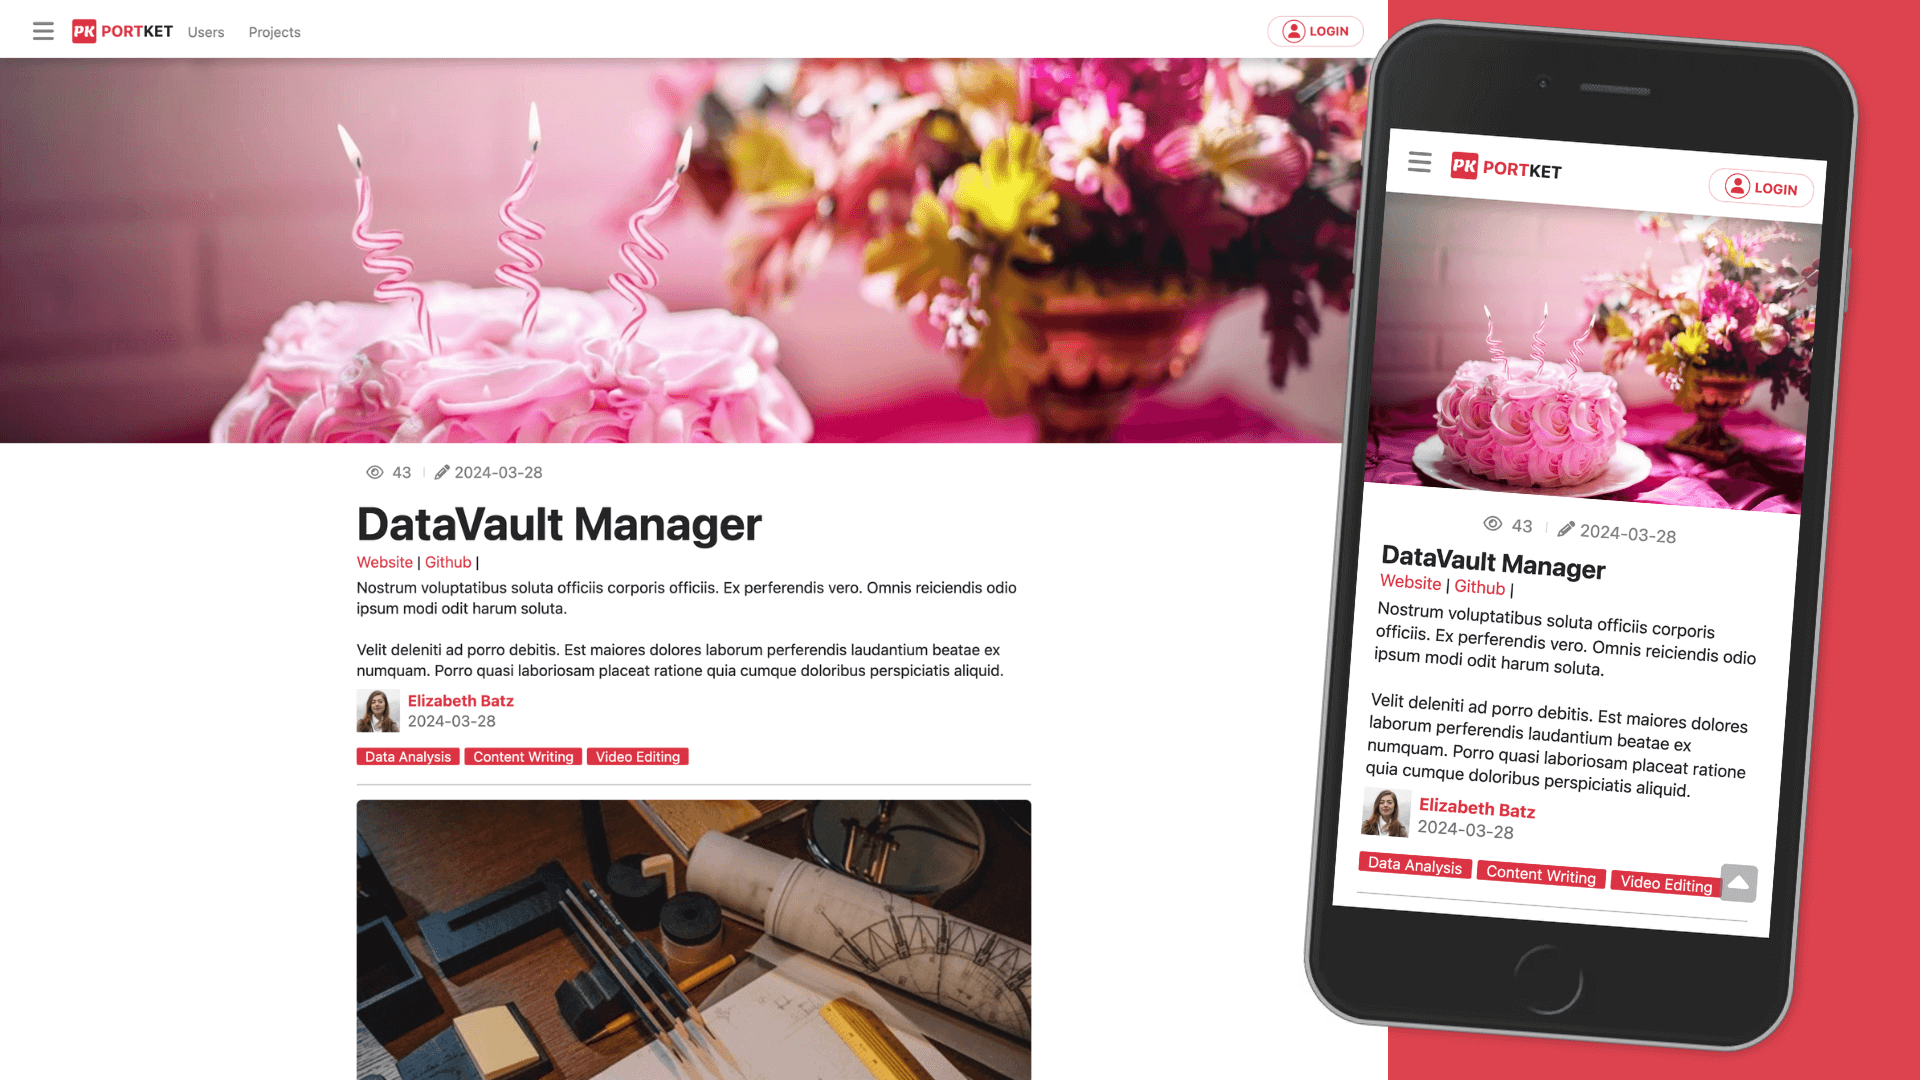 PK PORTKET Users Projects LOGIN
43 2024-03-28
DataVault Manager
Website | Github |
Nostrum voluptatibus soluta officiis corporis officiis. Ex perferendis vero. Omnis reiciendis odio
ipsum modi odit harum soluta.
Velit deleniti ad porro debitis. Est maiores dolores laborum perferendis laudantium beatae ex
numquam. Porro quasi laboriosam placeat ratione quia cumque doloribus perspiciatis aliquid.
Elizabeth Batz
2024-03-28
Data Analysis Content Writing Video Editing
PK PORTKET LOGIN
43 2024-03-28
DataVault Manager
Website | Github |
Nostrum voluptatibus soluta officiis corporis
officiis. Ex perferendis vero. Omnis reiciendis odio
ipsum modi odit harum soluta.
Velit deleniti ad porro debitis. Est maiores dolores
laborum perferendis laudantium beatae ex
numquam. Porro quasi laboriosam placeat ratione
quia cumque doloribus perspiciatis aliquid.
Elizabeth Batz
2024-03-28
Data Analysis Content Writing Video Editing